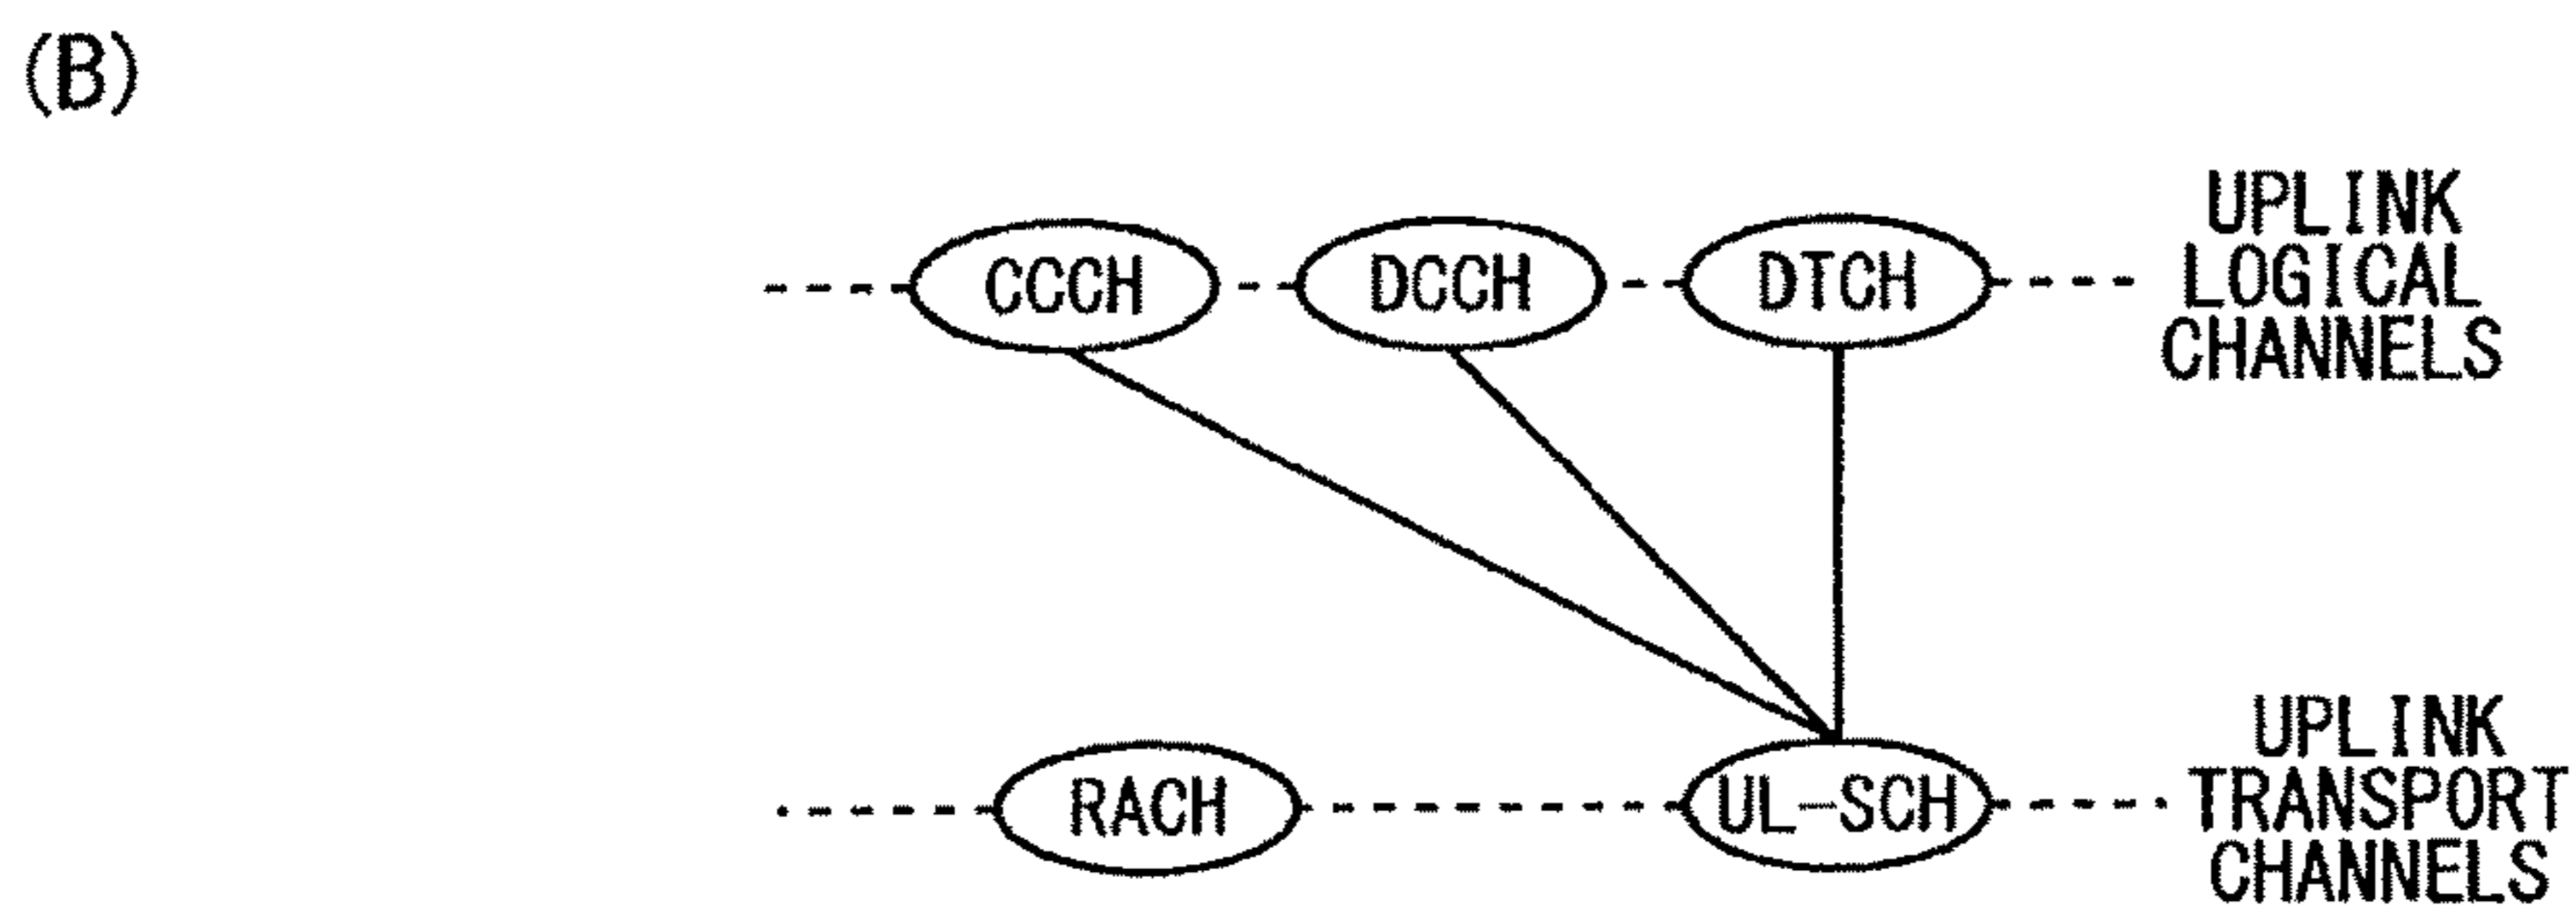 (B)
CCCH DCCH DTCH
UPLINK
LOGICAL
CHANNELS
RACH UL-SCH
UPLINK
TRANSPORT
CHANNELS